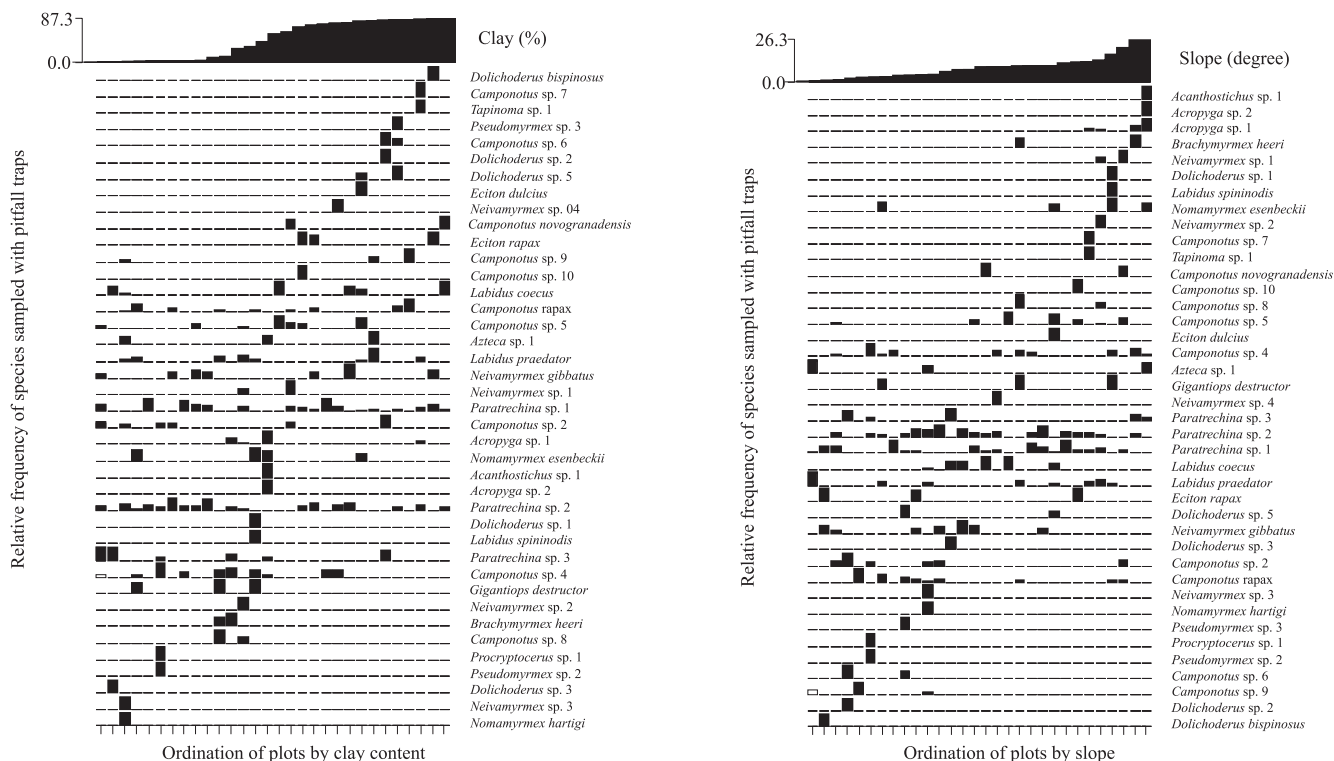 87.3
0.0
Clay (%)
Dolichoderus bispinosus
Camponotus sp. 7
Tapinoma sp. 1
Pseudomyrmex sp. 3
Camponotus sp. 6
Dolichoderus sp. 2
Dolichoderus sp. 5
Eciton dulcius
Neivamyrmex sp. 04
Camponotus novogranadensis
Eciton rapax
Camponotus sp. 9
Camponotus sp. 10
Labidus coecus
Camponotus rapax
Camponotus sp. 5
Azteca sp. 1
Labidus praedator
Neivamyrmex gibbatus
Neivamyrmex sp. 1
Paratrechina sp. 1
Camponotus sp. 2
Acropyga sp. 1
Nomamyrmex esenbeckii
Acanthostichus sp. 1
Acropyga sp. 2
Paratrechina sp. 2
Dolichoderus sp. 1
Labidus spininodis
Paratrechina sp. 3
Camponotus sp. 4
Gigantiops destructor
Neivamyrmex sp. 2
Brachymyrmex heeri
Camponotus sp. 8
Procryptocerus sp. 1
Pseudomyrmex sp. 2
Dolichoderus sp. 3
Neivamyrmex sp. 3
Nomamyrmex hartigi
Relative frequency of species sampled with pitfall traps
Ordination of plots by clay content
26.3
0.0
Slope (degree)
Acanthostichus sp. 1
Acropyga sp. 2
Acropyga sp. 1
Brachymyrmex heeri
Neivamyrmex sp. 1
Dolichoderus sp. 1
Labidus spininodis
Nomamyrmex esenbeckii
Neivamyrmex sp. 2
Camponotus sp. 7
Tapinoma sp. 1
Camponotus novogranadensis
Camponotus sp. 10
Camponotus sp. 8
Camponotus sp. 5
Eciton dulcius
Camponotus sp. 4
Azteca sp. 1
Gigantiops destructor
Neivamyrmex sp. 4
Paratrechina sp. 3
Paratrechina sp. 2
Paratrechina sp. 1
Labidus coecus
Labidus praedator
Eciton rapax
Dolichoderus sp. 5
Neivamyrmex gibbatus
Dolichoderus sp. 3
Camponotus sp. 2
Camponotus rapax
Neivamyrmex sp. 3
Nomamyrmex hartigi
Pseudomyrmex sp. 3
Procryptocerus sp. 1
Pseudomyrmex sp. 2
Camponotus sp. 6
Camponotus sp. 9
Dolichoderus sp. 2
Dolichoderus bispinosus
Relative frequency of species sampled with pitfall traps
Ordination of plots by slope